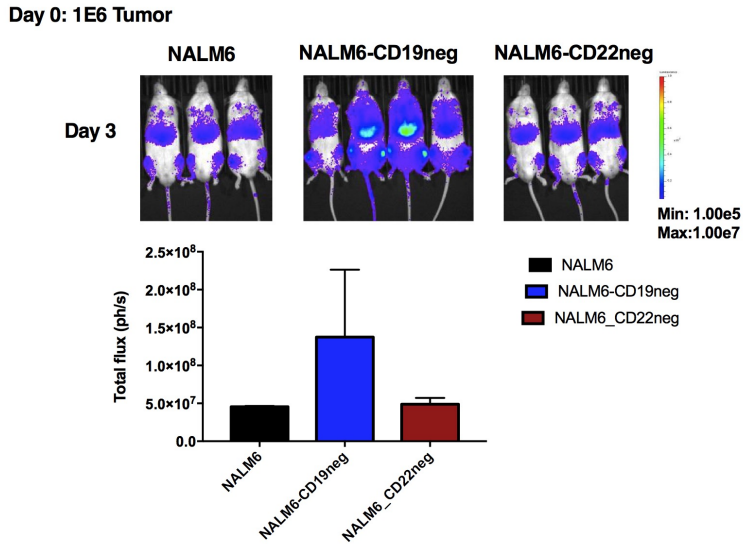 Day 0: 1E6 Tumor
NALM6
NALM6-CD19neg
NALM6-CD22neg
Day 3
Min: 1.00e5
Max:1.00e7
2.5×10⁸
2.0×10⁸
1.5×10⁸
1.0×10⁸
5.0×10⁷
0.0
Total flux (ph/s)
NALM6
NALM6-CD19neg
NALM6_CD22neg
NALM6
NALM6-CD19neg
NALM6_CD22neg